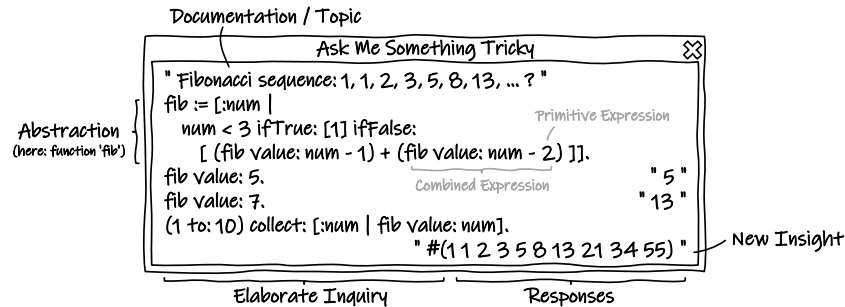 Documentation / Topic
Ask Me Something Tricky
" Fibonacci sequence: 1, 1, 2, 3, 5, 8, 13, ... ? "
fib := [:num |
num < 3 ifTrue: [1] ifFalse:
[ (fib value: num - 1) + (fib value: num - 2) ]].
Primitive Expression
Combined Expression
Abstraction
(here: function 'fib')
fib value: 5. " 5 "
fib value: 7. " 13 "
(1 to: 10) collect: [:num | fib value: num].
" #(1 1 2 3 5 8 13 21 34 55) "
New Insight
Elaborate Inquiry
Responses